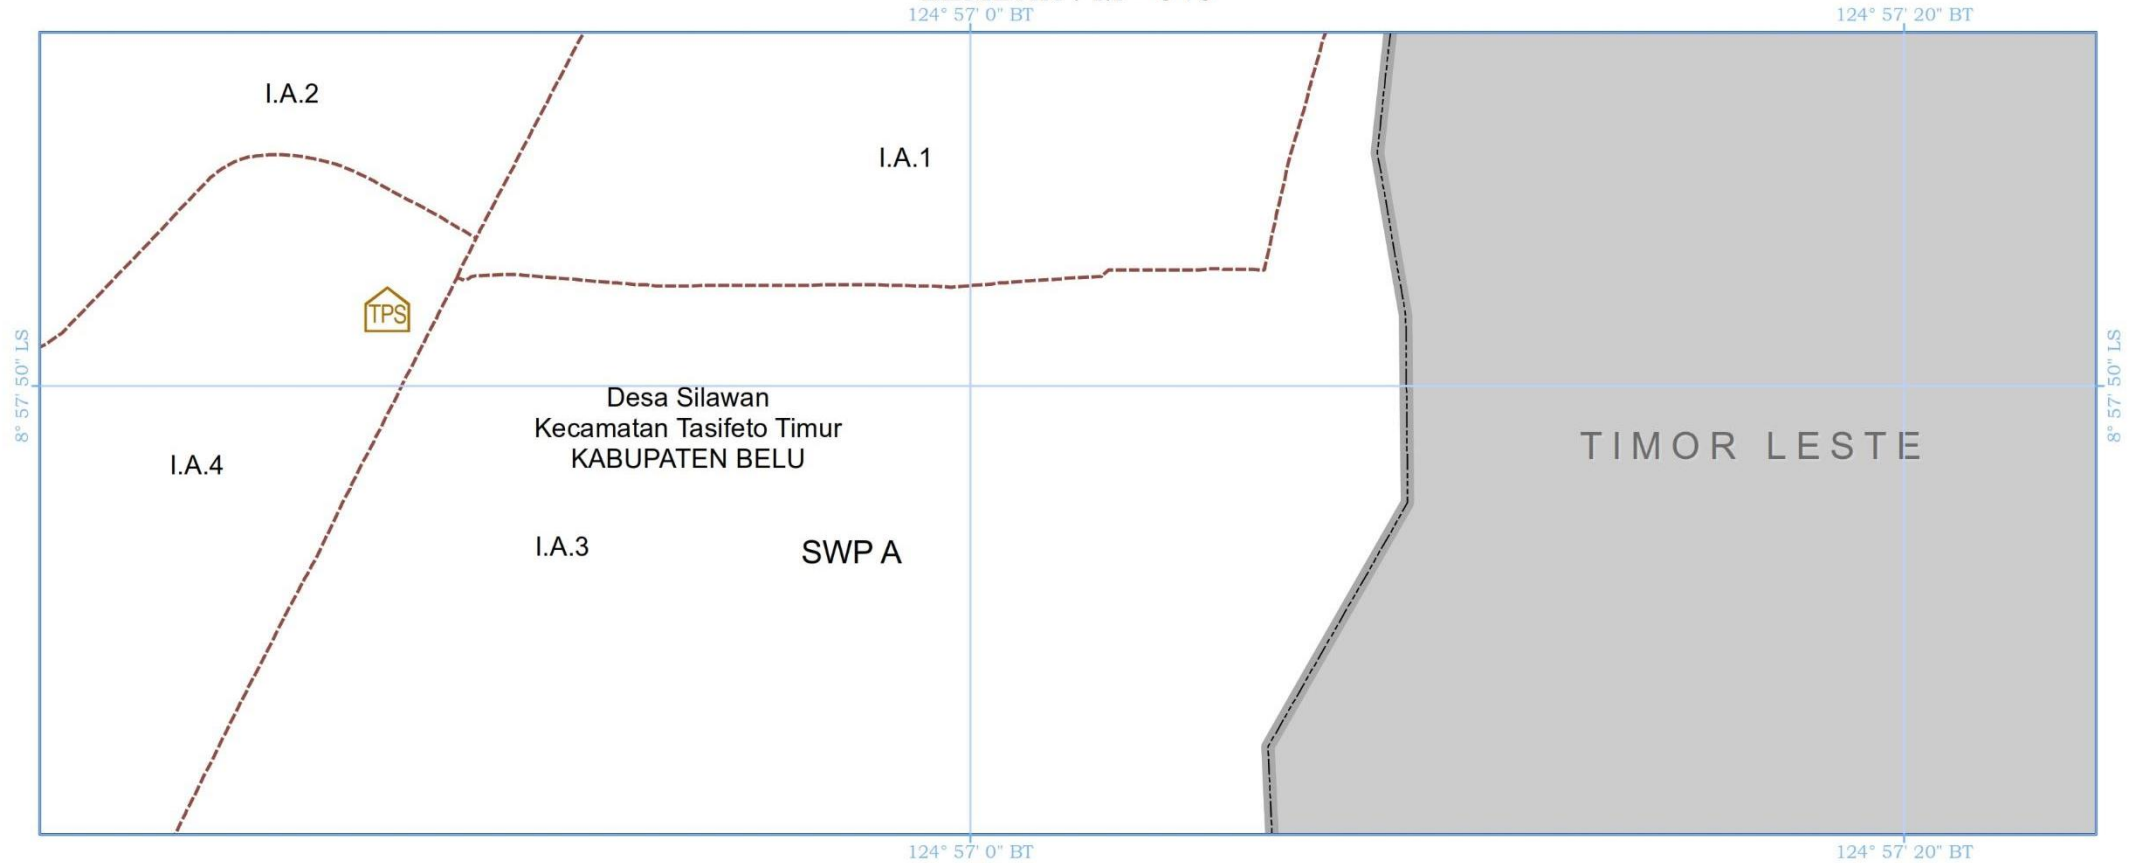 124° 57' 0" BT
124° 57' 20" BT
I.A.2
I.A.1
TPS
8° 57' 50" LS
8° 57' 50" LS
Desa Silawan
Kecamatan Tasifeto Timur
KABUPATEN BELU
TIMOR LESTE
I.A.4
I.A.3
SWP A
124° 57' 0" BT
124° 57' 20" BT